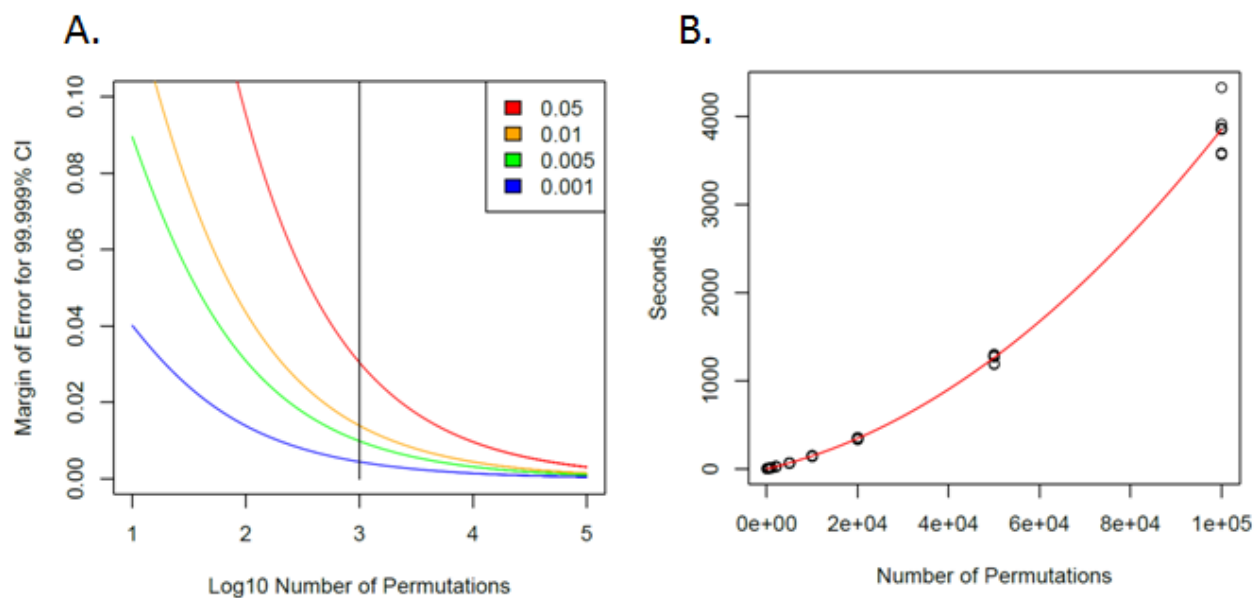 A.
Margin of Error for 99.999% CI
0.10
0.08
0.06
0.04
0.02
0.00
0.05
0.01
0.005
0.001
1 2 3 4 5
Log10 Number of Permutations
B.
Seconds
4000
3000
2000
1000
0
0e+00 2e+04 4e+04 6e+04 8e+04 1e+05
Number of Permutations